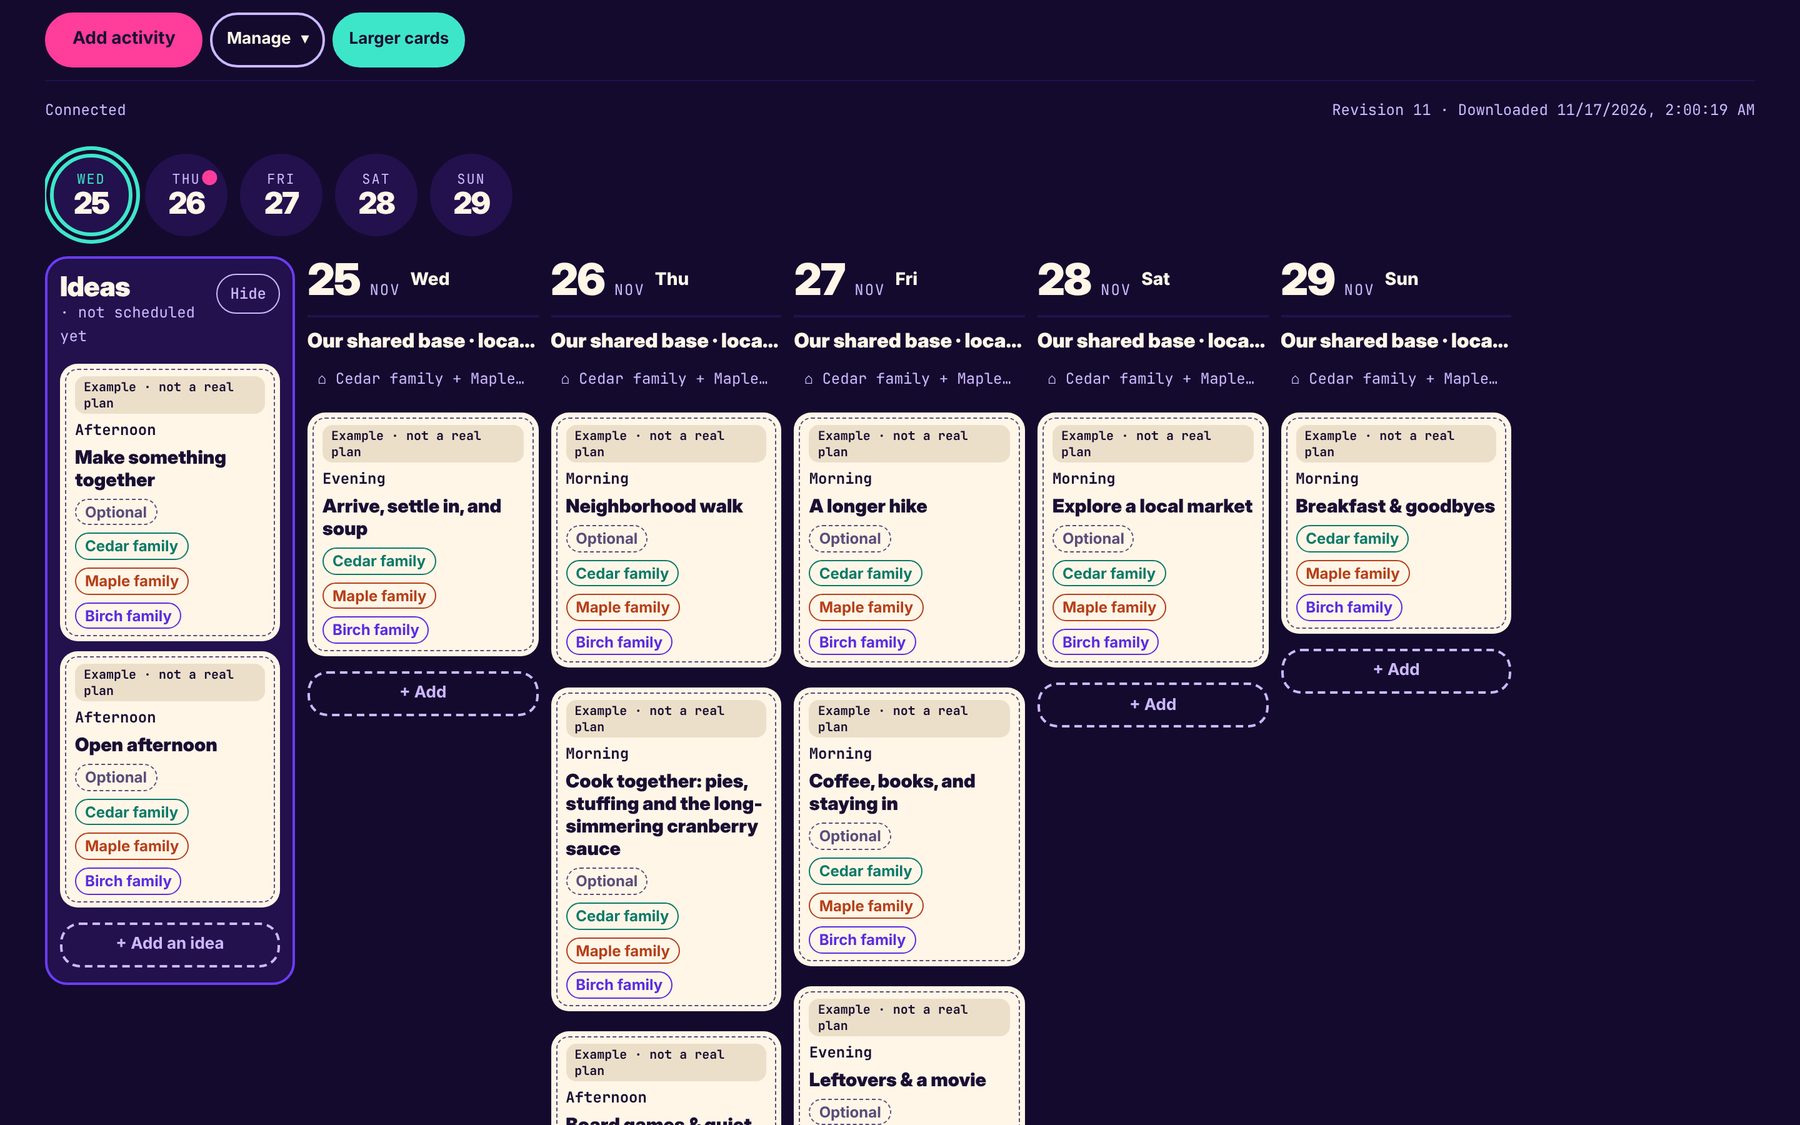 Add activity
Manage ▾
Larger cards
Connected
Revision 11 · Downloaded 11/17/2026, 2:00:19 AM
WED
25
THU
26
FRI
27
SAT
28
SUN
29
Ideas
· not scheduled
yet
Hide
Example · not a real
plan
Afternoon
Make something
together
Optional
Cedar family
Maple family
Birch family
Example · not a real
plan
Afternoon
Open afternoon
Optional
Cedar family
Maple family
Birch family
+ Add an idea
25 NOV Wed
Our shared base · loca…
⌂ Cedar family + Maple…
Example · not a real
plan
Evening
Arrive, settle in, and
soup
Cedar family
Maple family
Birch family
+ Add
26 NOV Thu
Our shared base · loca…
⌂ Cedar family + Maple…
Example · not a real
plan
Morning
Neighborhood walk
Optional
Cedar family
Maple family
Birch family
Example · not a real
plan
Morning
Cook together: pies,
stuffing and the long-
simmering cranberry
sauce
Optional
Cedar family
Maple family
Birch family
Example · not a real
plan
Afternoon
Board games & quiet
27 NOV Fri
Our shared base · loca…
⌂ Cedar family + Maple…
Example · not a real
plan
Morning
A longer hike
Optional
Cedar family
Maple family
Birch family
Example · not a real
plan
Morning
Coffee, books, and
staying in
Optional
Cedar family
Maple family
Birch family
Example · not a real
plan
Evening
Leftovers & a movie
Optional
28 NOV Sat
Our shared base · loca…
⌂ Cedar family + Maple…
Example · not a real
plan
Morning
Explore a local market
Optional
Cedar family
Maple family
Birch family
+ Add
29 NOV Sun
Our shared base · loca…
⌂ Cedar family + Maple…
Example · not a real
plan
Morning
Breakfast & goodbyes
Cedar family
Maple family
Birch family
+ Add